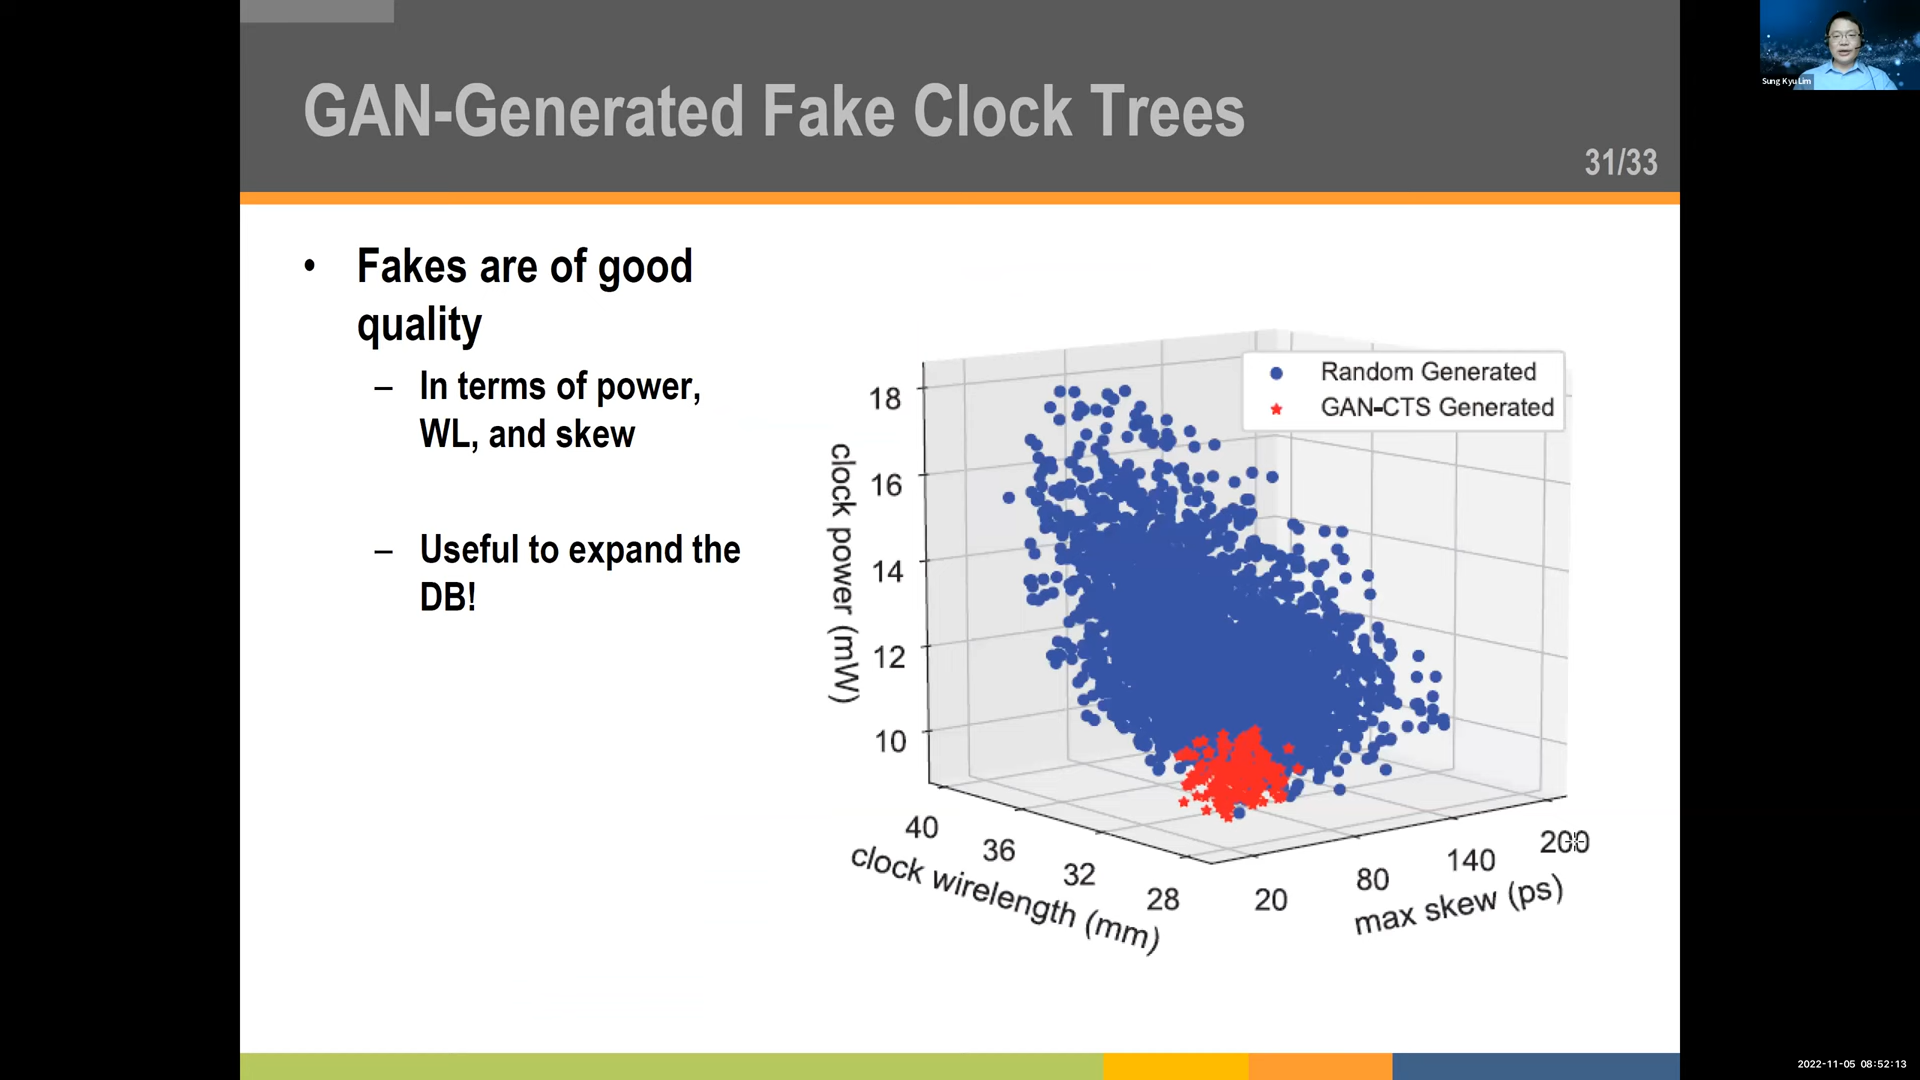 GAN-Generated Fake Clock Trees
31/33
Sung Kyu Lim
• Fakes are of good
quality
– In terms of power,
WL, and skew
– Useful to expand the
DB!
Random Generated
GAN-CTS Generated
18
16
14
12
10
clock power (mW)
40
36
32
28
clock wirelength (mm)
20
80
140
200
max skew (ps)
2022-11-05 08:52:13